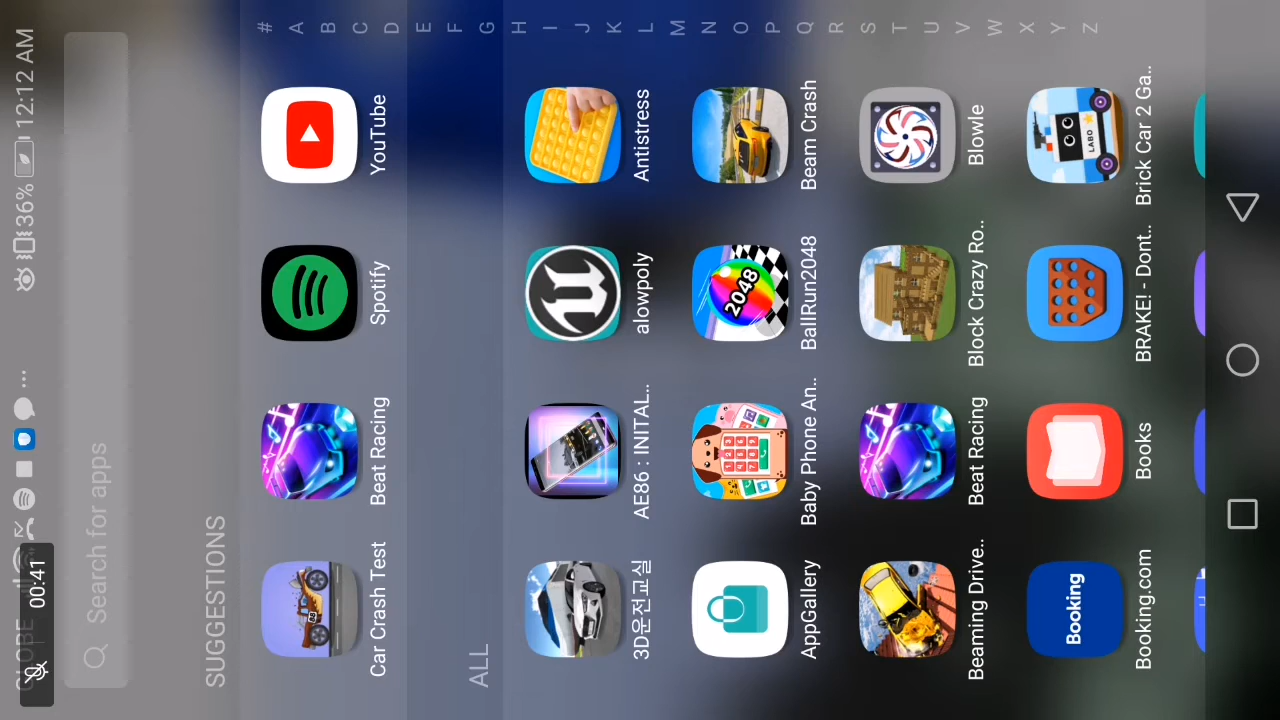 GLOBE
36% 12:12 AM
00:41
Search for apps
SUGGESTIONS
Car Crash Test
Beat Racing
Spotify
YouTube
ALL
3D운전교실
AE86 : INITAL..
alowpoly
Antistress
AppGallery
Baby Phone An..
2048
BallRun2048
Beam Crash
Beaming Drive..
Beat Racing
Block Crazy Ro..
Blowle
Booking
Booking.com
Books
BRAKE! - Dont..
LABO
Brick Car 2 Ga..
# A B C D E F G H I J K L M N O P Q R S T U V W X Y Z